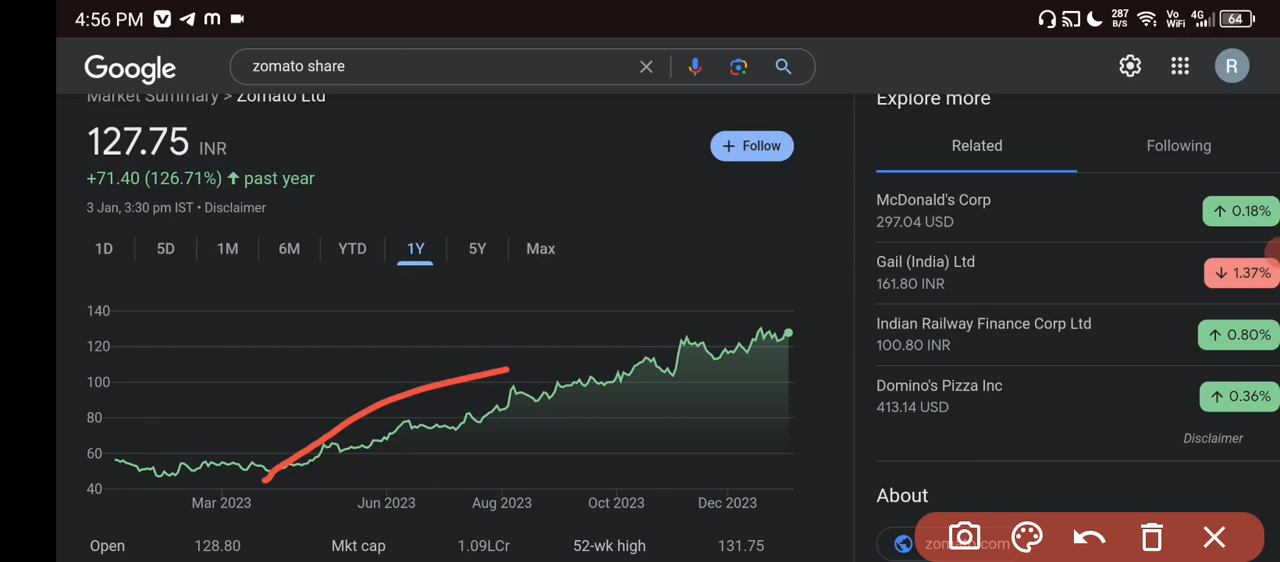 4:56 PM
287 B/S Vo WiFi 4G 64
Google
zomato share
R
Market Summary > Zomato Ltd
127.75 INR
+ Follow
+71.40 (126.71%) ↑ past year
3 Jan, 3:30 pm IST • Disclaimer
1D 5D 1M 6M YTD 1Y 5Y Max
140
120
100
80
60
40
Mar 2023 Jun 2023 Aug 2023 Oct 2023 Dec 2023
Open 128.80 Mkt cap 1.09LCr 52-wk high 131.75
Explore more
Related Following
McDonald's Corp
297.04 USD
↑ 0.18%
Gail (India) Ltd
161.80 INR
↓ 1.37%
Indian Railway Finance Corp Ltd
100.80 INR
↑ 0.80%
Domino's Pizza Inc
413.14 USD
↑ 0.36%
Disclaimer
About
zomato.com